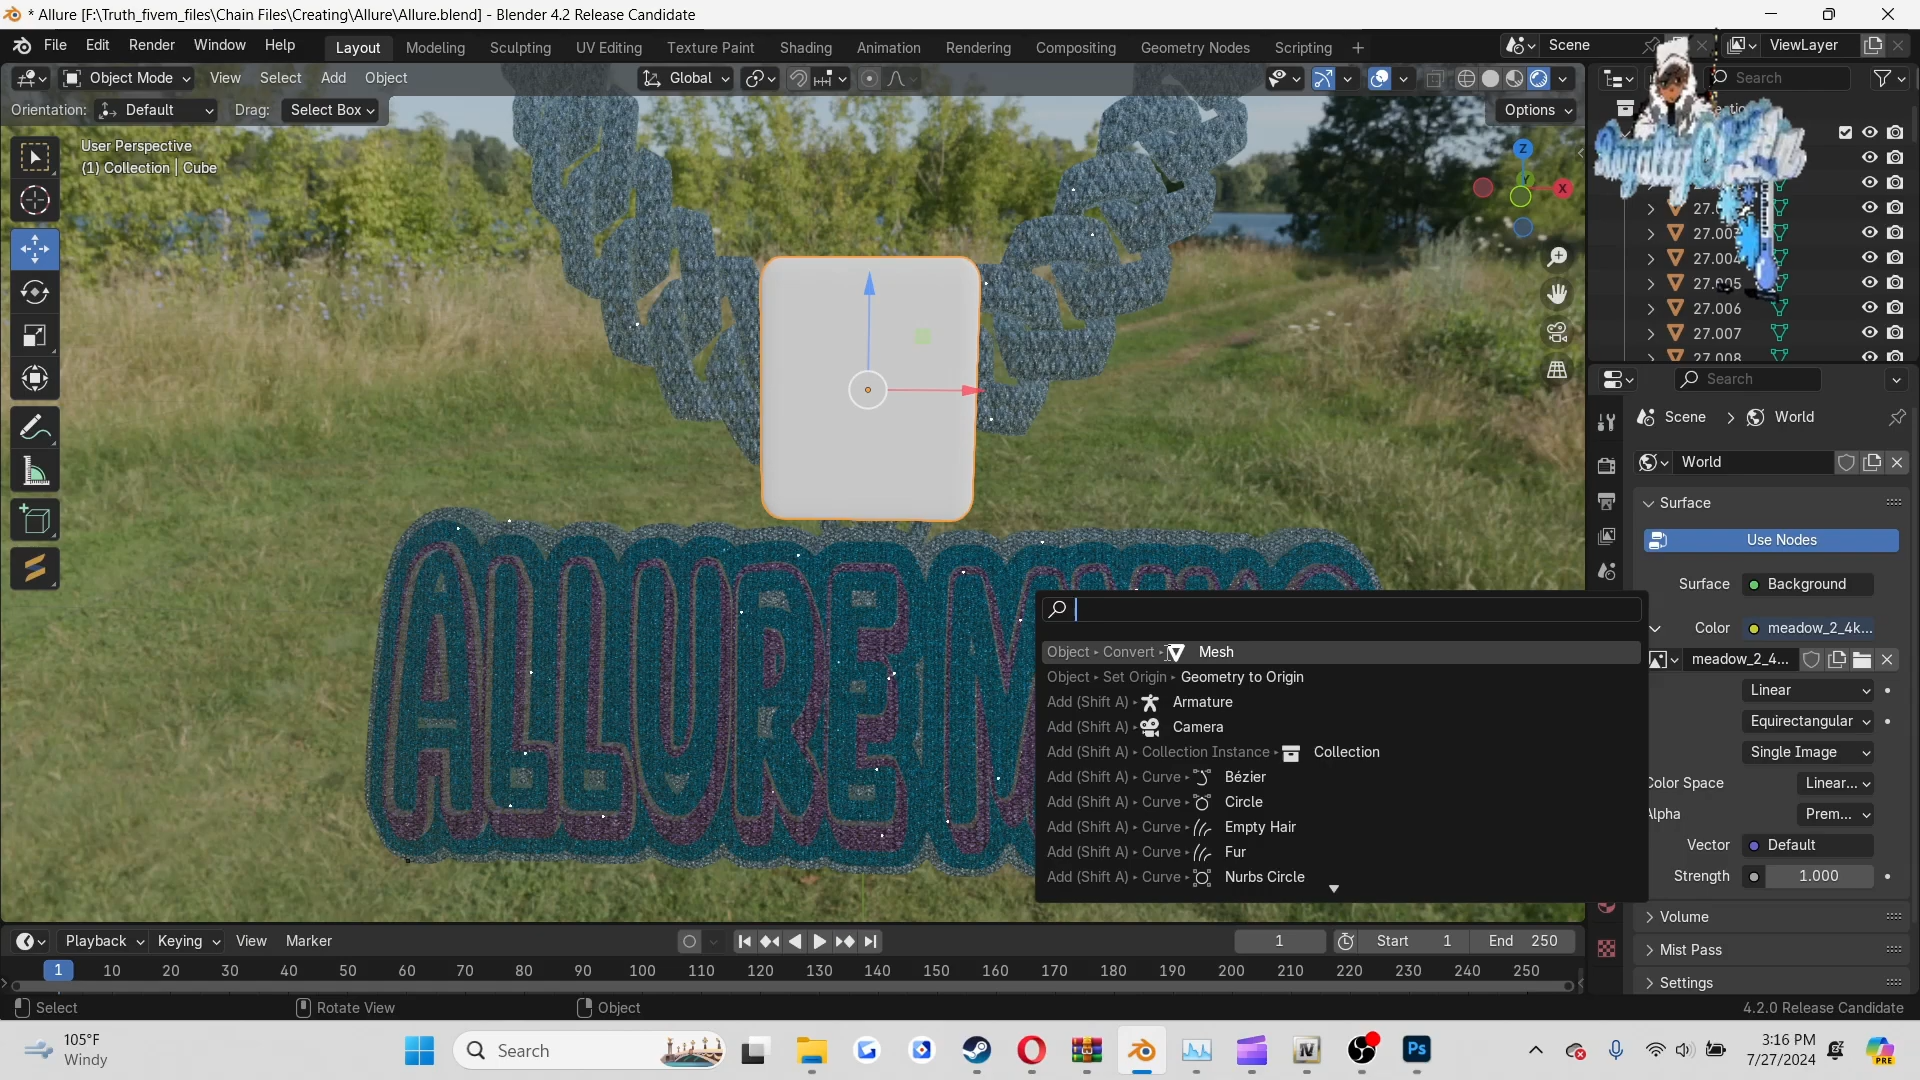 * Allure [F:\Truth_fivem_files\Chain Files\Creating\Allure\Allure.blend] - Blender 4.2 Release Candidate
File Edit Render Window Help
Layout Modeling Sculpting UV Editing Texture Paint Shading Animation Rendering Compositing Geometry Nodes Scripting +
Scene
ViewLayer
Object Mode View Select Add Object
Global
Search
Orientation: Default Drag: Select Box
Options
User Perspective
(1) Collection | Cube
Z
Y
X
27.003
27.004
27.005
27.006
27.007
27.008
Search
Scene > World
World
Surface
Use Nodes
Surface Background
Color meadow_2_4k...
meadow_2_4...
Linear
Equirectangular
Single Image
Color Space Linear...
Alpha Prem...
Vector Default
Strength 1.000
Volume
Mist Pass
Settings
ALLURE
Object ▸ Convert ▸ Mesh
Object ▸ Set Origin ▸ Geometry to Origin
Add (Shift A) ▸ Armature
Add (Shift A) ▸ Camera
Add (Shift A) ▸ Collection Instance ▸ Collection
Add (Shift A) ▸ Curve ▸ Bézier
Add (Shift A) ▸ Curve ▸ Circle
Add (Shift A) ▸ Curve ▸ Empty Hair
Add (Shift A) ▸ Curve ▸ Fur
Add (Shift A) ▸ Curve ▸ Nurbs Circle
Playback Keying View Marker
1 Start 1 End 250
1 10 20 30 40 50 60 70 80 90 100 110 120 130 140 150 160 170 180 190 200 210 220 230 240 250
Select Rotate View Object
4.2.0 Release Candidate
105°F
Windy
Search
Ps
3:16 PM
7/27/2024
PRE